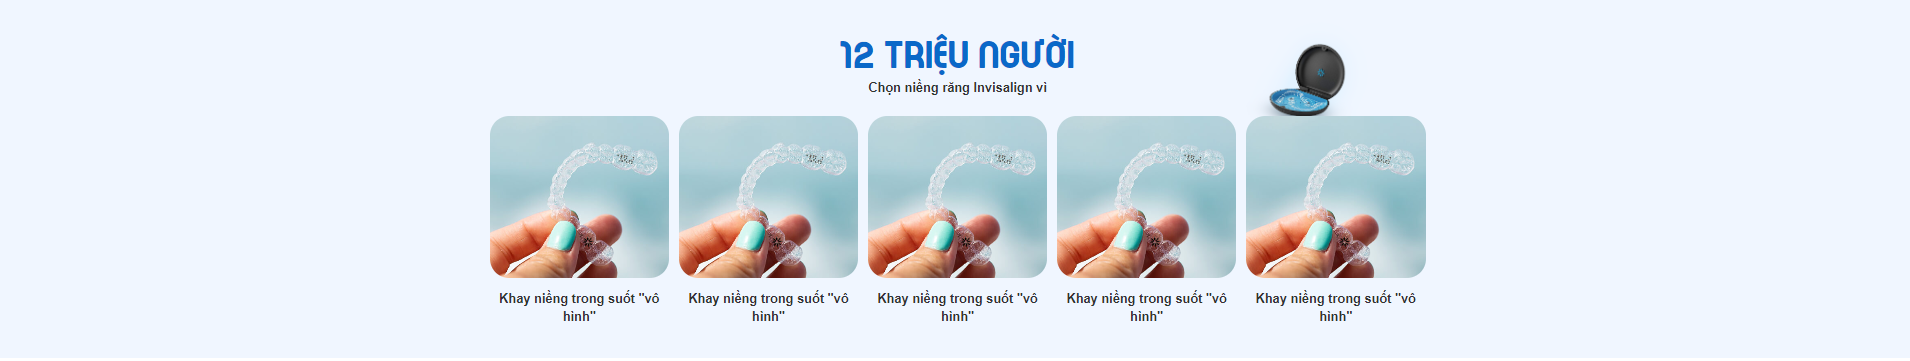 12 TRIỆU NGƯỜI
Chọn niềng răng Invisalign vì
Khay niềng trong suốt "vô
hình"
Khay niềng trong suốt "vô
hình"
Khay niềng trong suốt "vô
hình"
Khay niềng trong suốt "vô
hình"
Khay niềng trong suốt "vô
hình"